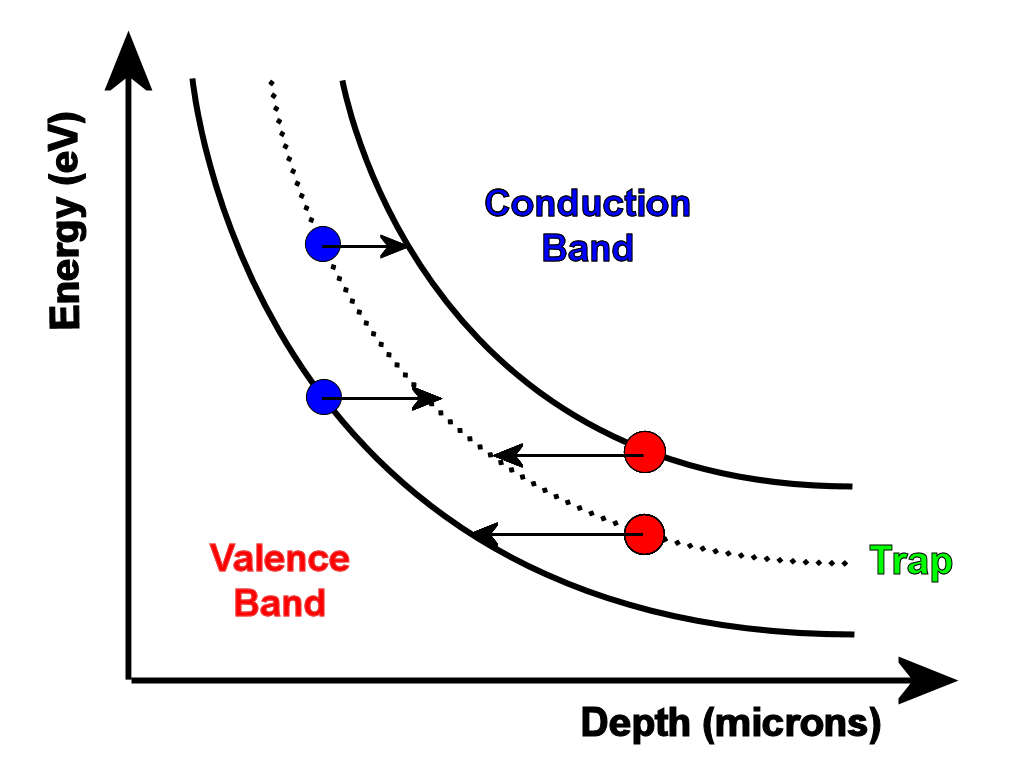 Energy (eV)
Conduction
Band
Valence
Band
Trap
Depth (microns)